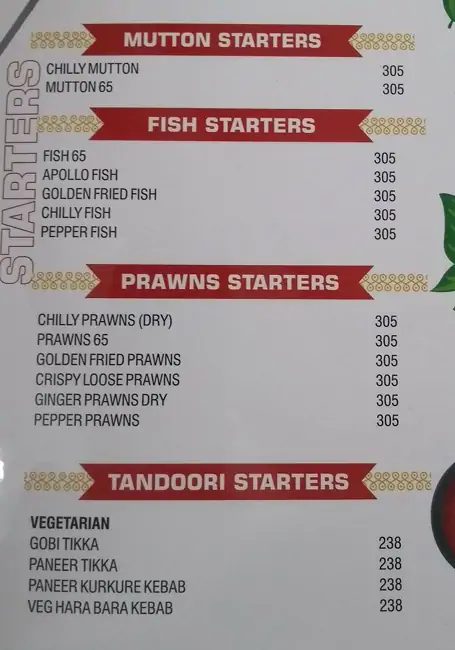 STARTERS
MUTTON STARTERS
CHILLY MUTTON 305
MUTTON 65 305
FISH STARTERS
FISH 65 305
APOLLO FISH 305
GOLDEN FRIED FISH 305
CHILLY FISH 305
PEPPER FISH 305
PRAWNS STARTERS
CHILLY PRAWNS (DRY) 305
PRAWNS 65 305
GOLDEN FRIED PRAWNS 305
CRISPY LOOSE PRAWNS 305
GINGER PRAWNS DRY 305
PEPPER PRAWNS 305
TANDOORI STARTERS
VEGETARIAN
GOBI TIKKA 238
PANEER TIKKA 238
PANEER KURKURE KEBAB 238
VEG HARA BARA KEBAB 238